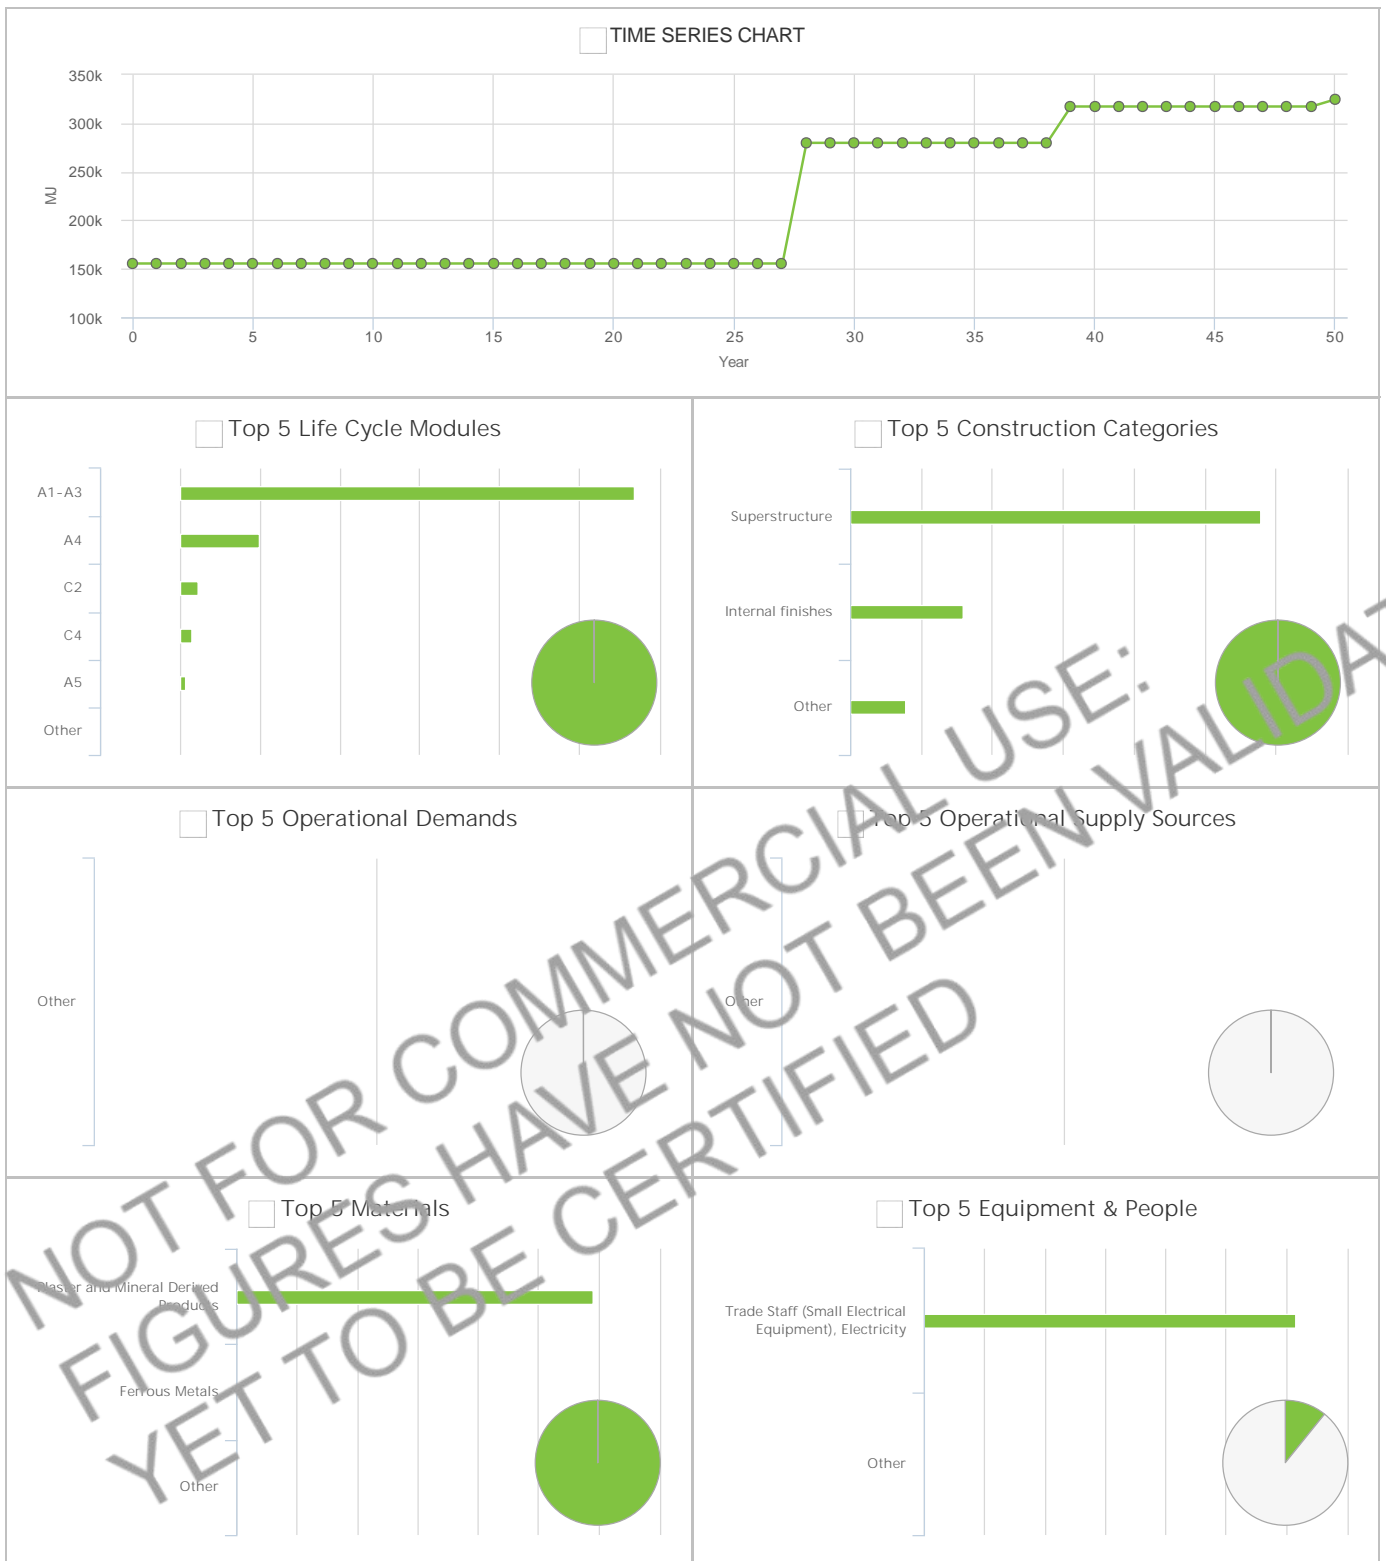 TIME SERIES CHART
350k
300k
250k
200k
150k
100k
MJ
0 5 10 15 20 25 30 35 40 45 50
Year
Top 5 Life Cycle Modules
A1-A3
A4
C2
C4
A5
Other
Top 5 Construction Categories
Superstructure
Internal finishes
Other
Top 5 Operational Demands
Other
Top 5 Operational Supply Sources
Other
Top 5 Materials
Plaster and Mineral Derived
Products
Ferrous Metals
Other
Top 5 Equipment & People
Trade Staff (Small Electrical
Equipment), Electricity
Other
NOT FOR COMMERCIAL USE:
FIGURES HAVE NOT BEEN VALIDAT
YET TO BE CERTIFIED